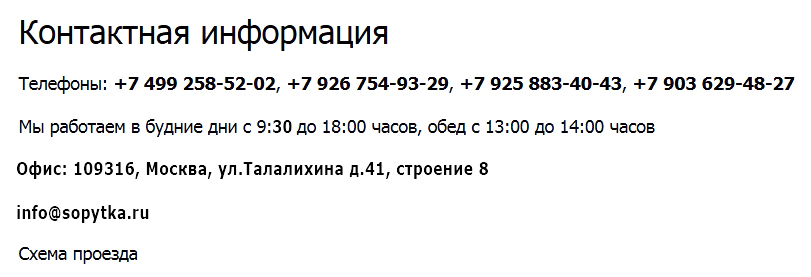 Контактная информация
Телефоны: +7 499 258-52-02, +7 926 754-93-29, +7 925 883-40-43, +7 903 629-48-27
Мы работаем в будние дни с 9:30 до 18:00 часов, обед с 13:00 до 14:00 часов
Офис: 109316, Москва, ул.Талалихина д.41, строение 8
info@sopytka.ru
Схема проезда